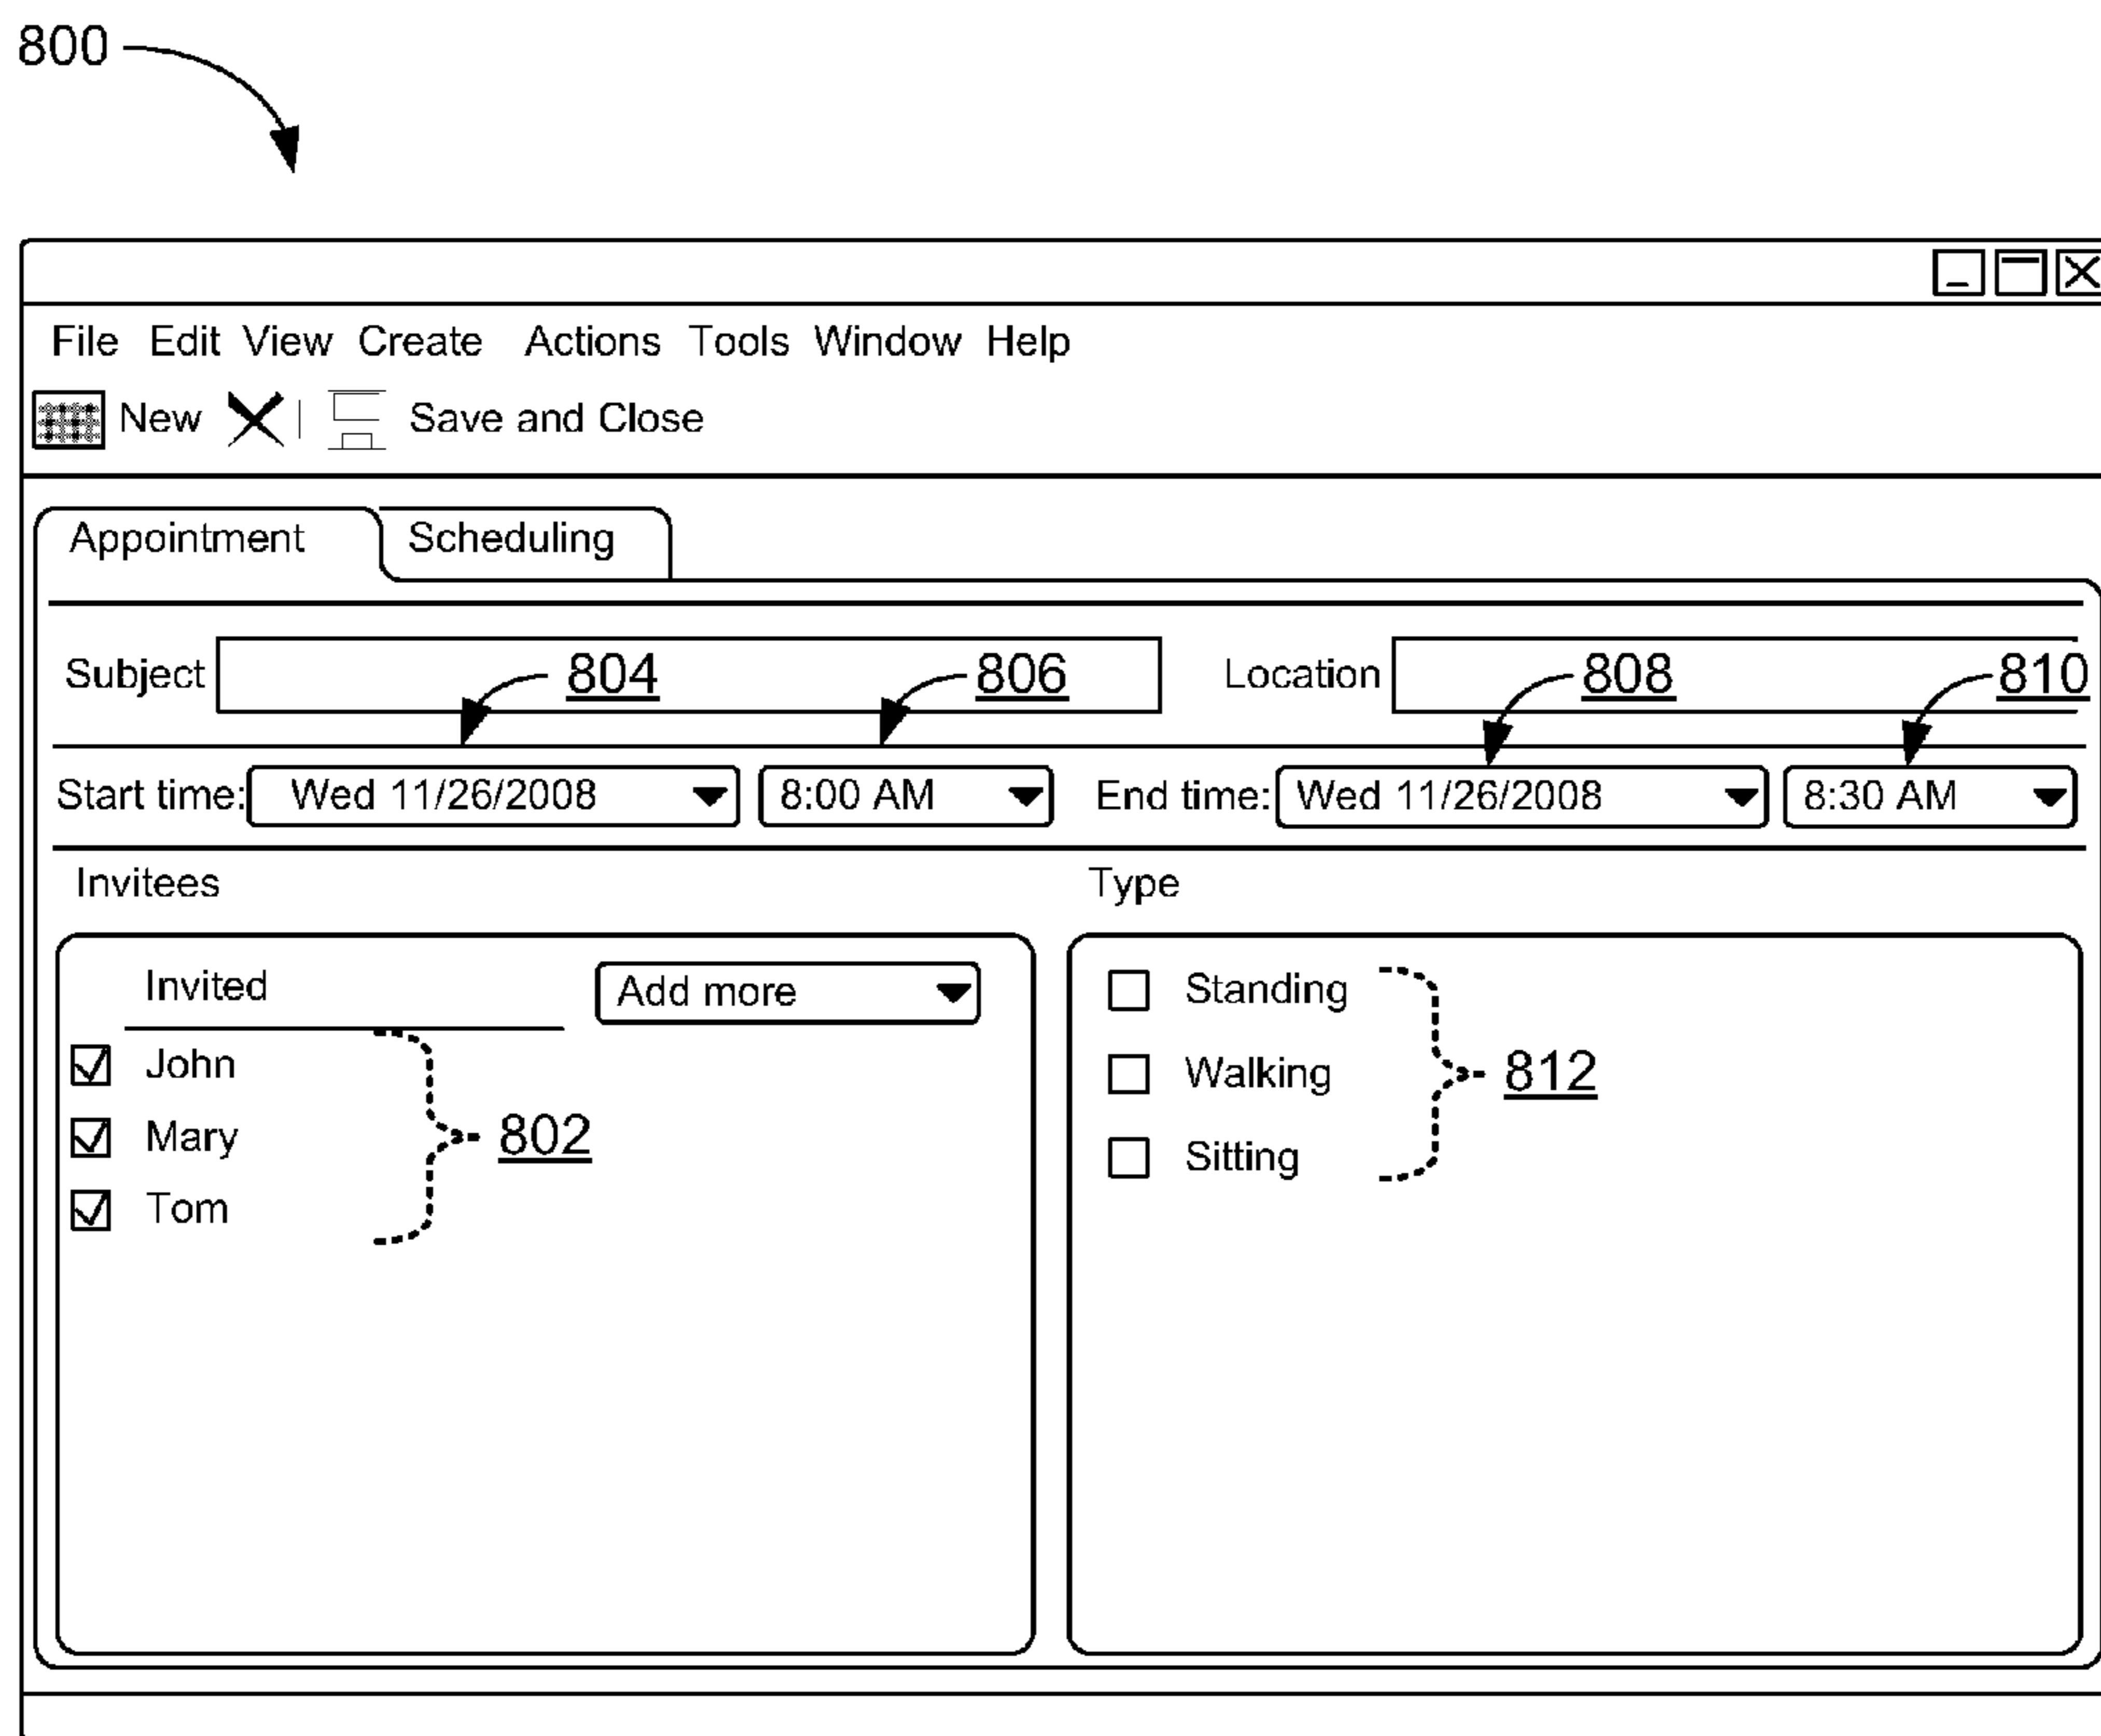 800
File Edit View Create Actions Tools Window Help
New Save and Close
Appointment Scheduling
Subject 804 806 Location 808 810
Start time: Wed 11/26/2008 8:00 AM End time: Wed 11/26/2008 8:30 AM
Invitees Type
Invited Add more
John
Mary
Tom
802
Standing
Walking
Sitting
812